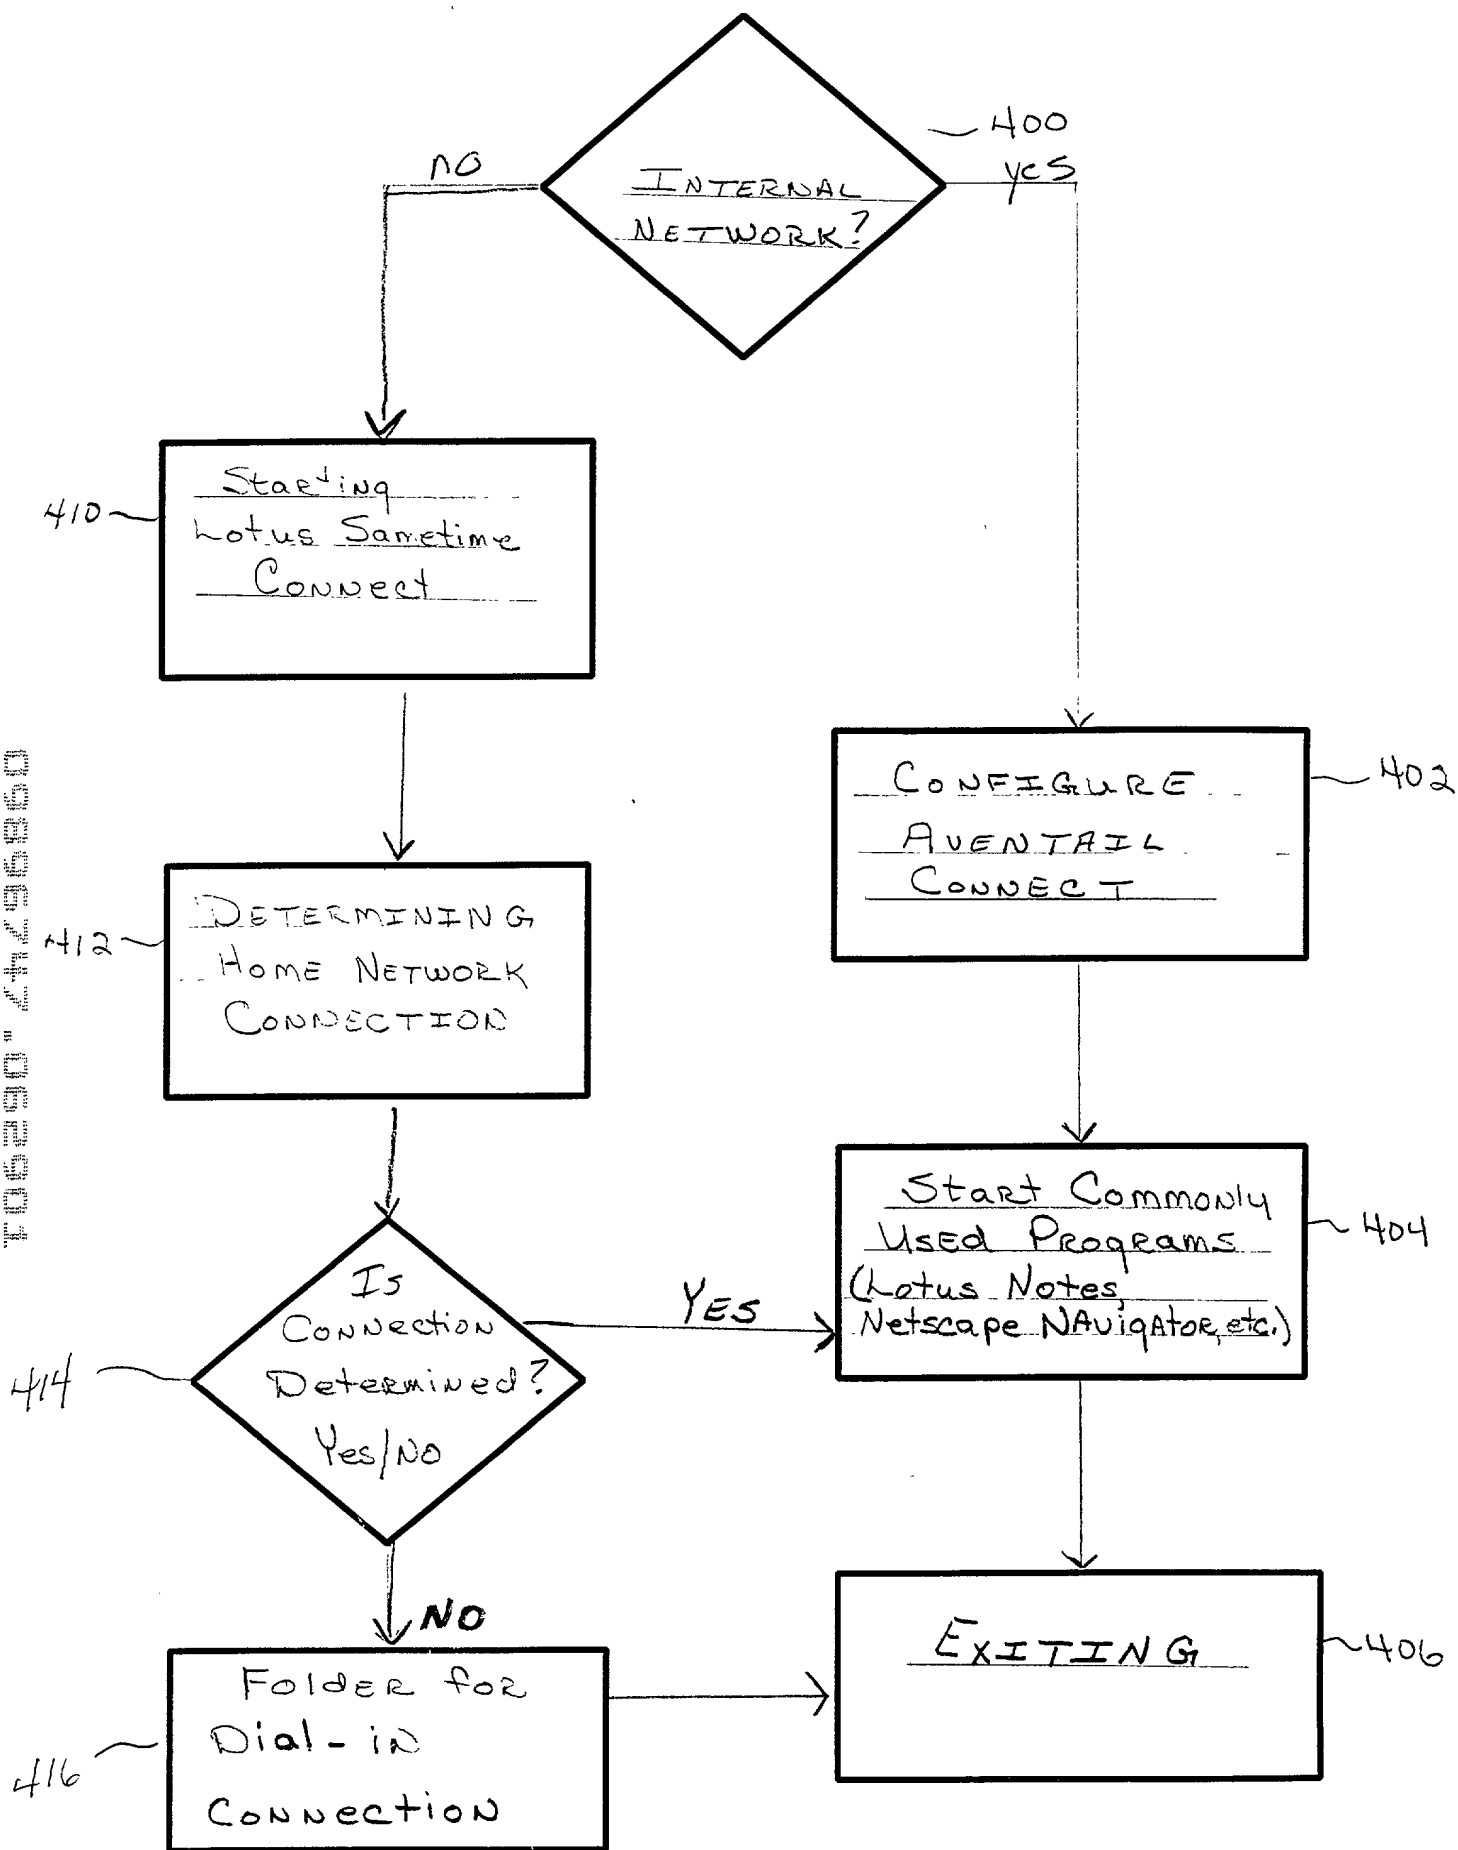 400
no
yes
INTERNAL
NETWORK?
Starting
Lotus Sametime
Connect
410
CONFIGURE
AVENTAIL
CONNECT
402
DETERMINING
HOME NETWORK
CONNECTION
412
Start Commonly
Used Programs
(Lotus Notes,
Netscape Navigator, etc.)
404
Is
Connection
Determined?
Yes/No
414
YES
NO
Folder for
Dial-in
Connection
416
EXITING
406